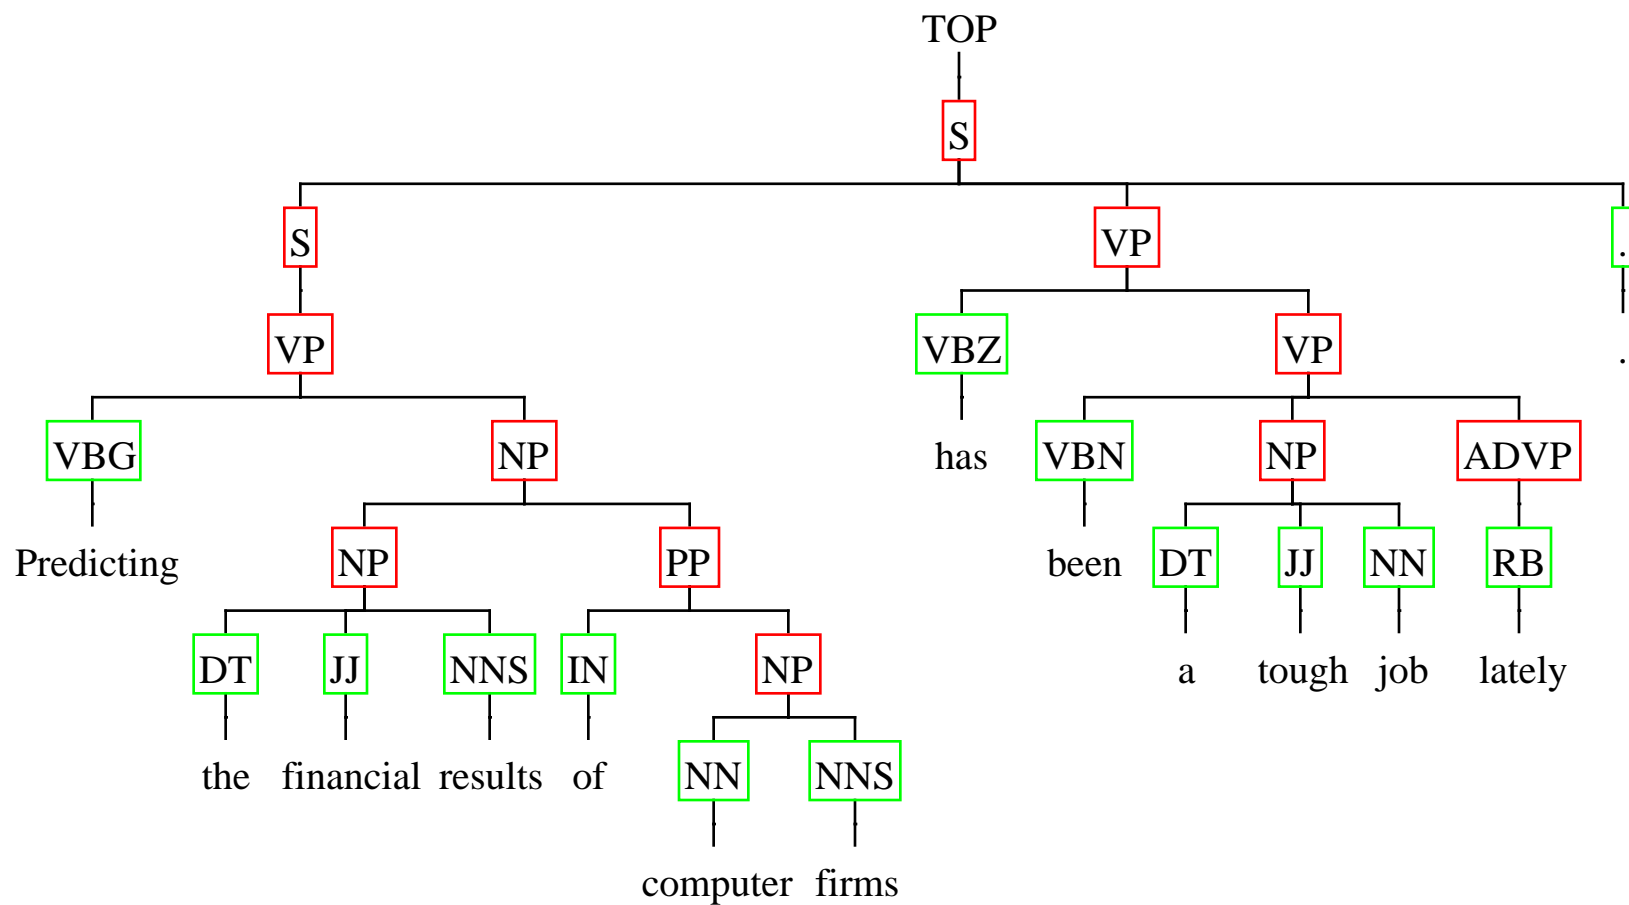 TOP
S
S VP .
VP VBZ VP .
VBG NP has VBN NP ADVP
Predicting NP PP been DT JJ NN RB
DT JJ NNS IN NP a tough job lately
the financial results of NN NNS
computer firms